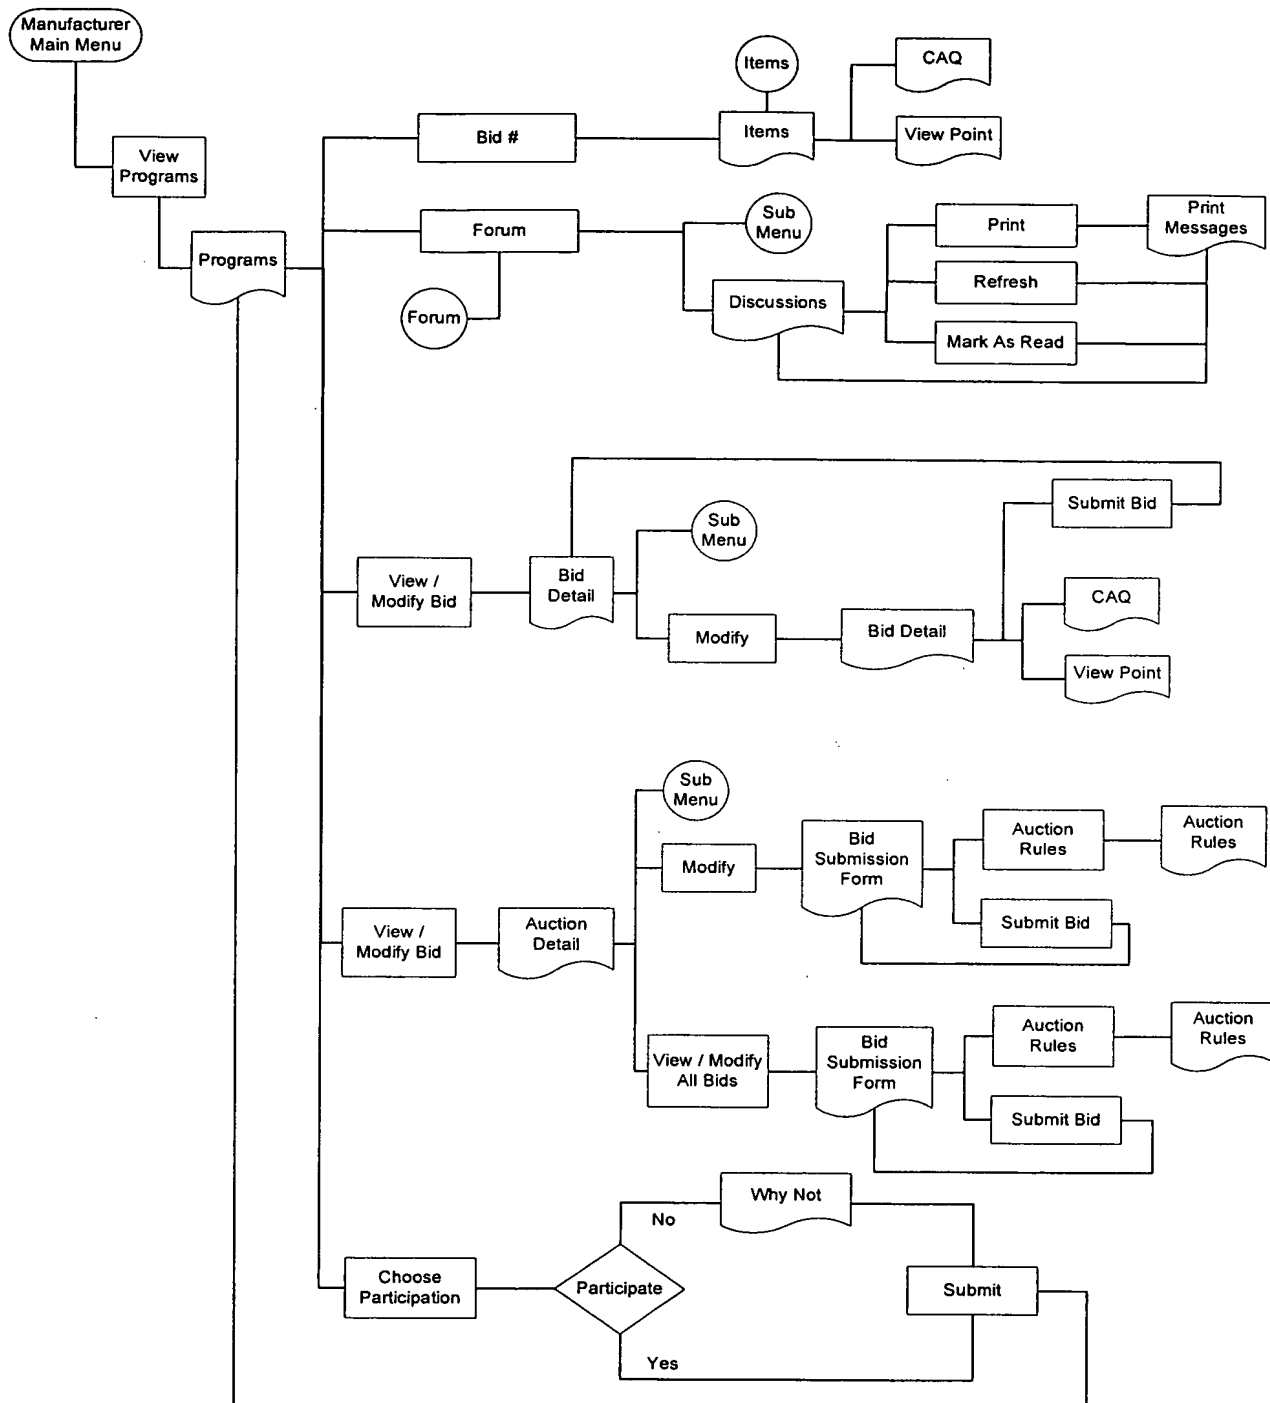 Manufacturer
Main Menu
View
Programs
Programs
Bid #
Items
Items
CAQ
View Point
Forum
Forum
Sub
Menu
Discussions
Print
Refresh
Mark As Read
Print
Messages
View /
Modify Bid
Bid
Detail
Sub
Menu
Modify
Bid Detail
Submit Bid
CAQ
View Point
View /
Modify Bid
Auction
Detail
Sub
Menu
Modify
Bid
Submission
Form
Auction
Rules
Auction
Rules
Submit Bid
View / Modify
All Bids
Bid
Submission
Form
Auction
Rules
Auction
Rules
Submit Bid
Choose
Participation
Participate
No
Why Not
Yes
Submit